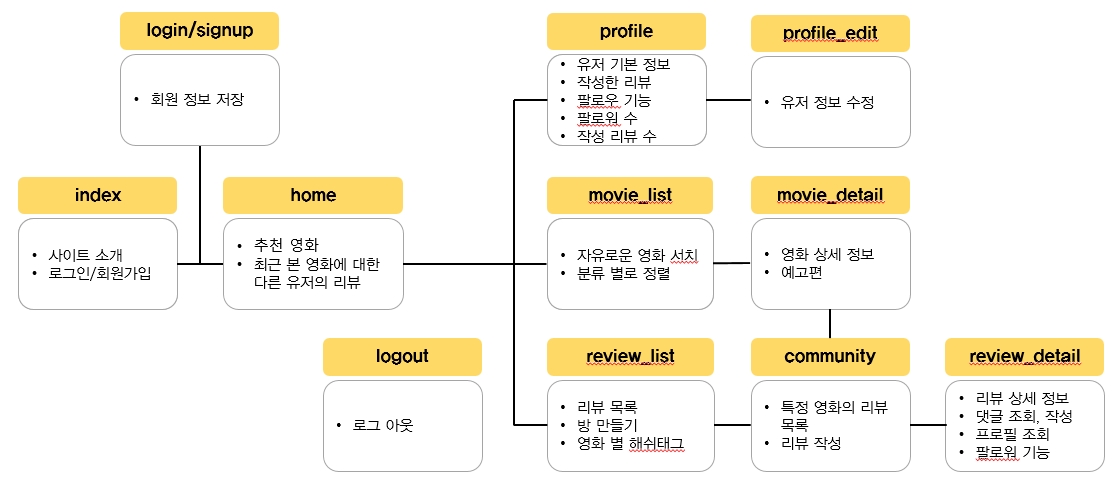 login/signup
• 회원 정보 저장
profile
• 유저 기본 정보
• 작성한 리뷰
• 팔로우 기능
• 팔로워 수
• 작성 리뷰 수
profile_edit
• 유저 정보 수정
index
• 사이트 소개
• 로그인/회원가입
home
• 추천 영화
• 최근 본 영화에 대한
다른 유저의 리뷰
movie_list
• 자유로운 영화 서치
• 분류 별로 정렬
movie_detail
• 영화 상세 정보
• 예고편
logout
• 로그 아웃
review_list
• 리뷰 목록
• 방 만들기
• 영화 별 해쉬태그
community
• 특정 영화의 리뷰
목록
• 리뷰 작성
review_detail
• 리뷰 상세 정보
• 댓글 조회, 작성
• 프로필 조회
• 팔로워 기능